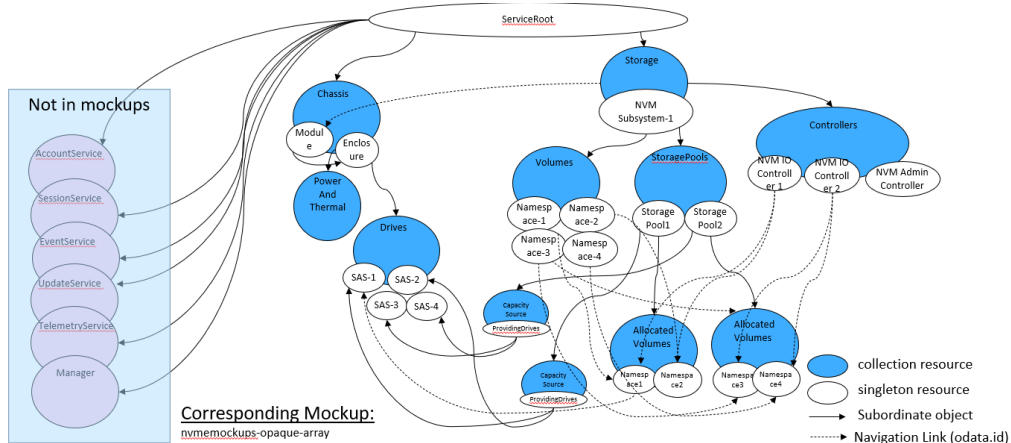 ServiceRoot
Not in mockups
AccountService
SessionService
EventService
UpdateService
TelemetryService
Manager
Chassis
Modul
e
Enclos
ure
Power
And
Thermal
Drives
SAS-1
SAS-2
SAS-3
SAS-4
Storage
NVM
Subsystem-1
Volumes
Namesp
ace-1
Namesp
ace-2
Namesp
ace-3
Namesp
ace-4
StoragePools
Storage
Pool1
Storage
Pool2
Controllers
NVM IO
Controll
er 1
NVM IO
Controll
er 2
NVM Admin
Controller
Capacity
Source
ProvidingDrives
Capacity
Source
ProvidingDrives
Allocated
Volumes
Namesp
ace1
Namespa
ce2
Allocated
Volumes
Namespa
ce3
Namespa
ce4
collection resource
singleton resource
Subordinate object
Navigation Link (odata.id)
Corresponding Mockup:
nvmemockups-opaque-array